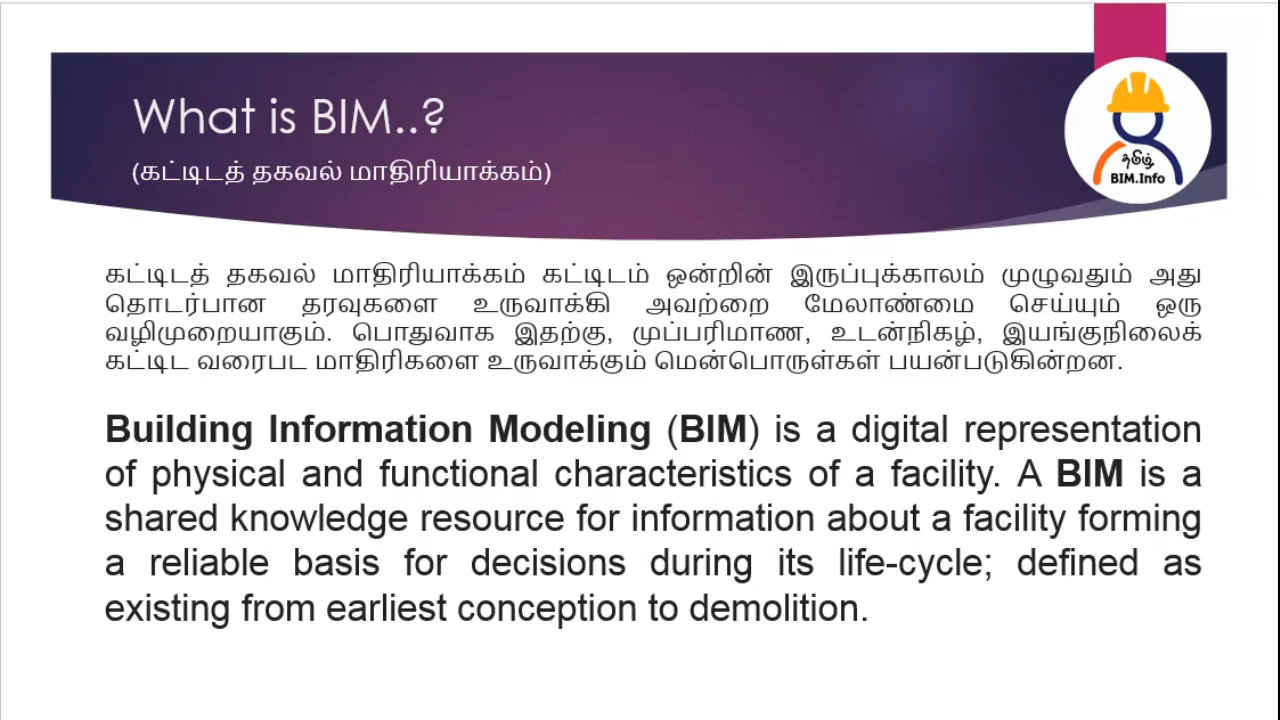 What is BIM..?
(கட்டிடத் தகவல் மாதிரியாக்கம்)
தமிழ்
BIM.Info
கட்டிடத் தகவல் மாதிரியாக்கம் கட்டிடம் ஒன்றின் இருப்புக்காலம் முழுவதும் அது
தொடர்பான தரவுகளை உருவாக்கி அவற்றை மேலாண்மை செய்யும் ஒரு
வழிமுறையாகும். பொதுவாக இதற்கு, முப்பரிமாண, உடன்நிகழ், இயங்குநிலைக்
கட்டிட வரைபட மாதிரிகளை உருவாக்கும் மென்பொருள்கள் பயன்படுகின்றன.
Building Information Modeling (BIM) is a digital representation
of physical and functional characteristics of a facility. A BIM is a
shared knowledge resource for information about a facility forming
a reliable basis for decisions during its life-cycle; defined as
existing from earliest conception to demolition.